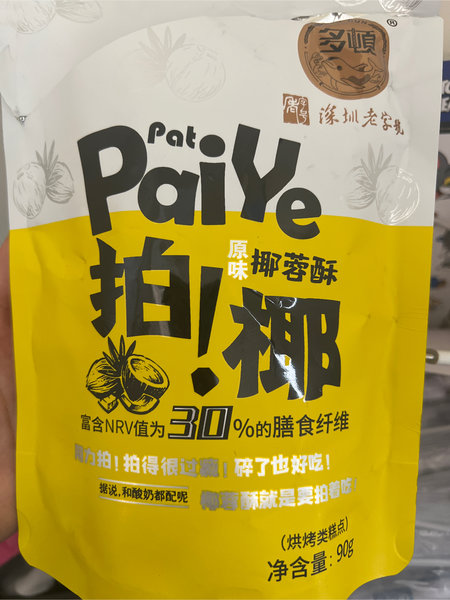 多頓
®
深圳老字號
Pat
PaiYe
原味
椰蓉酥
拍!椰
富含NRV值为30%的膳食纤维
用力拍!拍得很过瘾!碎了也好吃!
据说,和酸奶都配呢
椰蓉酥就是要拍着味!
(烘烤类糕点)
净含量:90g